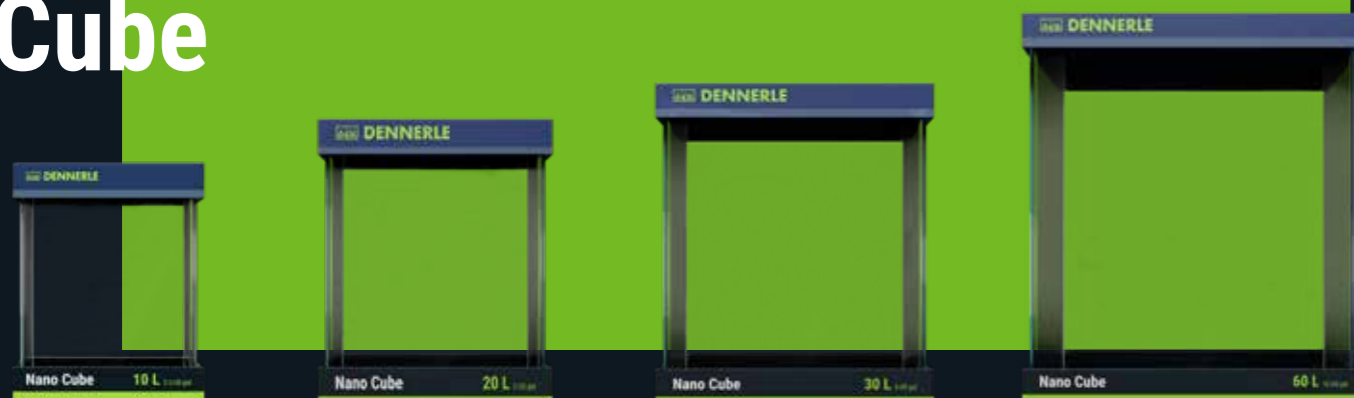 Cube
DENNERLE
DENNERLE
DENNERLE
DENNERLE
Nano Cube 10 L
Nano Cube 20 L
Nano Cube 30 L
Nano Cube 60 L